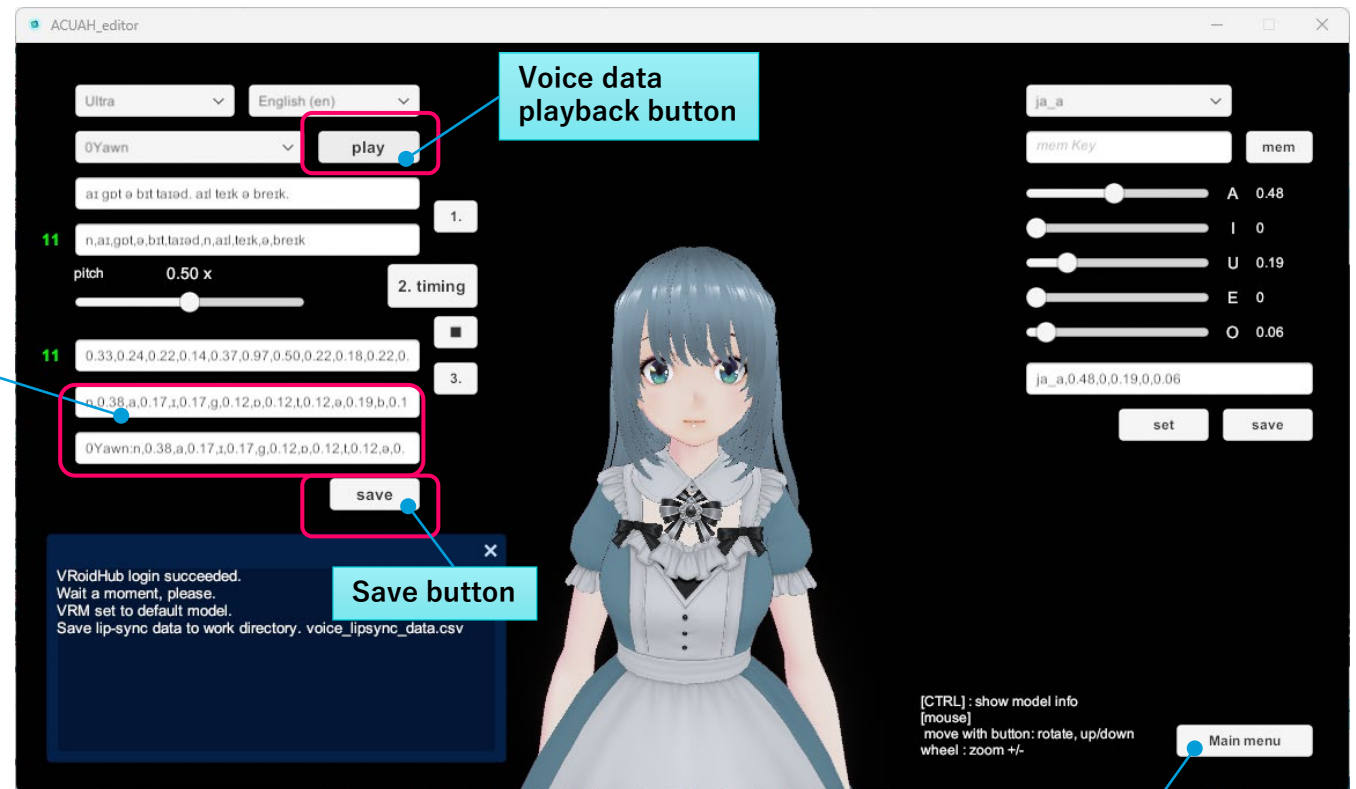 ACUAH_editor
Voice data
playback button
Ultra
English (en)
0Yawn
play
aɪ gɒt ə bɪt taɪəd. aɪl teɪk ə breɪk.
1.
11
n,aɪ,gɒt,ə,bɪt,taɪəd,n,aɪl,teɪk,ə,breɪk
pitch 0.50 x
2. timing
■
11
0.33,0.24,0.22,0.14,0.37,0.97,0.50,0.22,0.18,0.22,0.
3.
n,0.38,a,0.17,ɪ,0.17,g,0.12,ɒ,0.12,t,0.12,ə,0.19,b,0.1
0Yawn:n,0.38,a,0.17,ɪ,0.17,g,0.12,ɒ,0.12,t,0.12,ə,0.
save
Save button
VRoidHub login succeeded.
Wait a moment, please.
VRM set to default model.
Save lip-sync data to work directory. voice_lipsync_data.csv
ja_a
mem Key
mem
A 0.48
I 0
U 0.19
E 0
O 0.06
ja_a,0.48,0,0.19,0,0.06
set
save
[CTRL] : show model info
[mouse]
move with button: rotate, up/down
wheel : zoom +/-
Main menu